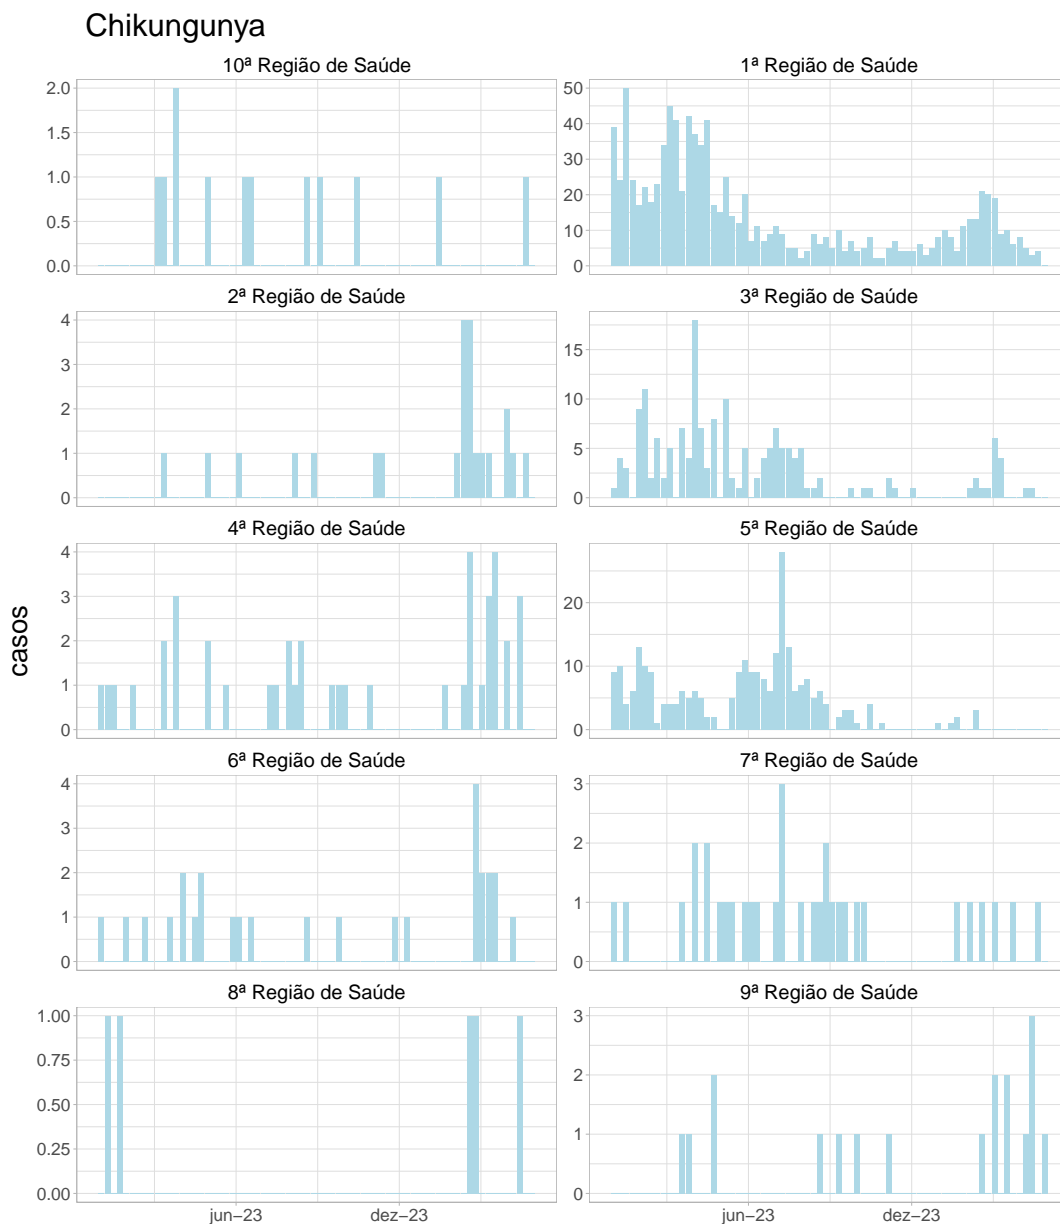 Chikungunya
10ª Região de Saúde
1ª Região de Saúde
2.0
1.5
1.0
0.5
0.0
50
40
30
20
10
0
2ª Região de Saúde
3ª Região de Saúde
4
3
2
1
0
15
10
5
0
4ª Região de Saúde
5ª Região de Saúde
4
3
2
1
0
20
10
0
casos
6ª Região de Saúde
7ª Região de Saúde
4
3
2
1
0
3
2
1
0
8ª Região de Saúde
9ª Região de Saúde
1.00
0.75
0.50
0.25
0.00
3
2
1
0
jun−23
dez−23
jun−23
dez−23